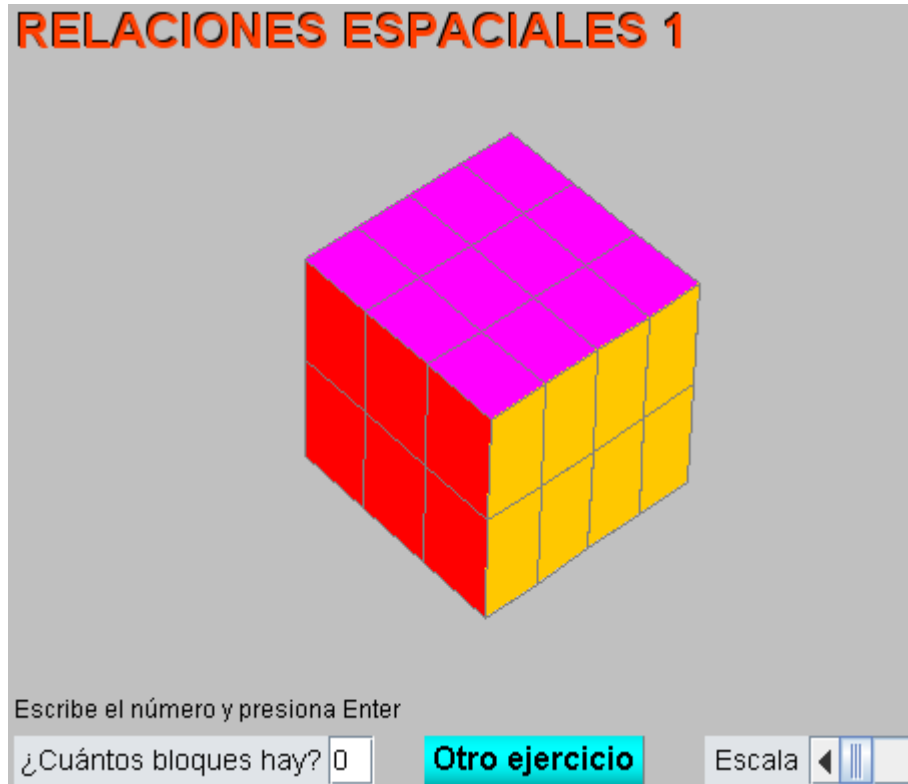 RELACIONES ESPACIALES 1
Escribe el número y presiona Enter
¿Cuántos bloques hay? 0 Otro ejercicio Escala